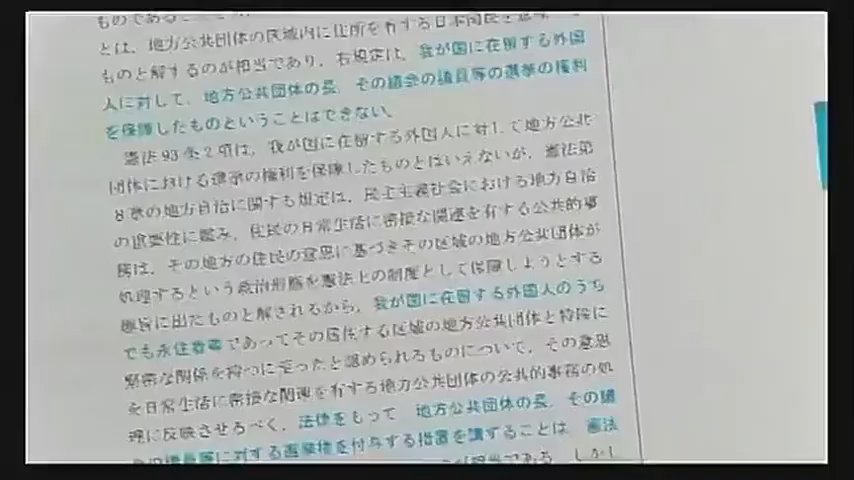 とは、地方公共団体の区域内に住所を有する日本国民を意味
ものと解するのが相当であり、右規定は、我が国に在留する外国
人に対して、地方公共団体の長、その議会の議員等の選挙の権利
を保障したものということはできない。
憲法93条2項は、我が国に在留する外国人に対して地方公共
団体における選挙の権利を保障したものとはいえないが、憲法第
8章の地方自治に関する規定は、民主主義社会における地方自治
の重要性に鑑み、住民の日常生活に密接な関連を有する公共的事
務は、その地方の住民の意思に基づきその区域の地方公共団体が
処理するという政治形態を憲法上の制度として保障しようとする
趣旨に出たものと解されるから、我が国に在留する外国人のうち
でも永住者等であってその居住する区域の地方公共団体と特段に
緊密な関係を持つに至ったと認められるものについて、その意思
を日常生活に密接な関連を有する地方公共団体の公共的事務の処
理に反映させるべく、法律をもって、地方公共団体の長、その議
会の議員等に対する選挙権を付与する措置を講ずることは、憲法